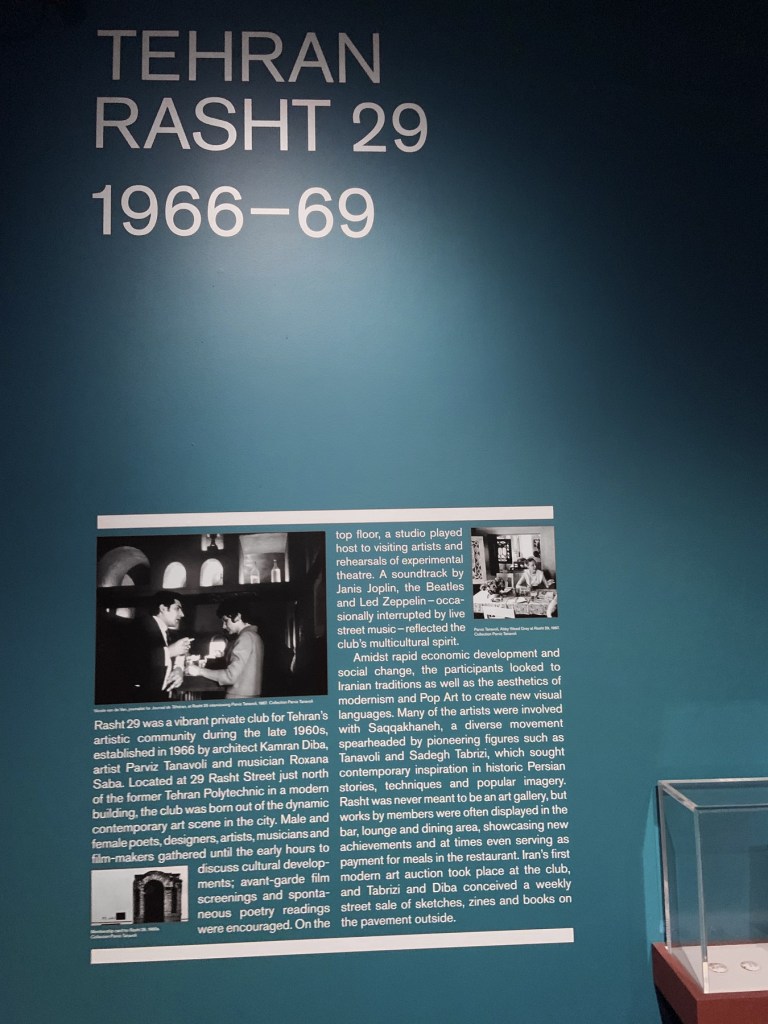 TEHRAN
RASHT 29
1966–69
Rasht 29 was a vibrant private club for Tehran's
artistic community during the late 1960s,
established in 1966 by architect Kamran Diba,
artist Parviz Tanavoli and musician Roxana
Saba. Located at 29 Rasht Street just north
of the former Tehran Polytechnic in a modern
building, the club was born out of the dynamic
contemporary art scene in the city. Male and
female poets, designers, artists, musicians and
film-makers gathered until the early hours to
discuss cultural develop-
ments; avant-garde film
screenings and sponta-
neous poetry readings
were encouraged. On the
Membership card for Rasht 29, 1960s
Collection Parviz Tanavoli
top floor, a studio played
host to visiting artists and
rehearsals of experimental
theatre. A soundtrack by
Janis Joplin, the Beatles
and Led Zeppelin – occa-
sionally interrupted by live
street music – reflected the
club's multicultural spirit.
Collection Parviz Tanavoli
Amidst rapid economic development and
social change, the participants looked to
Iranian traditions as well as the aesthetics of
modernism and Pop Art to create new visual
languages. Many of the artists were involved
with Saqqakhaneh, a diverse movement
spearheaded by pioneering figures such as
Tanavoli and Sadegh Tabrizi, which sought
contemporary inspiration in historic Persian
stories, techniques and popular imagery.
Rasht was never meant to be an art gallery, but
works by members were often displayed in the
bar, lounge and dining area, showcasing new
achievements and at times even serving as
payment for meals in the restaurant. Iran's first
modern art auction took place at the club,
and Tabrizi and Diba conceived a weekly
street sale of sketches, zines and books on
the pavement outside.